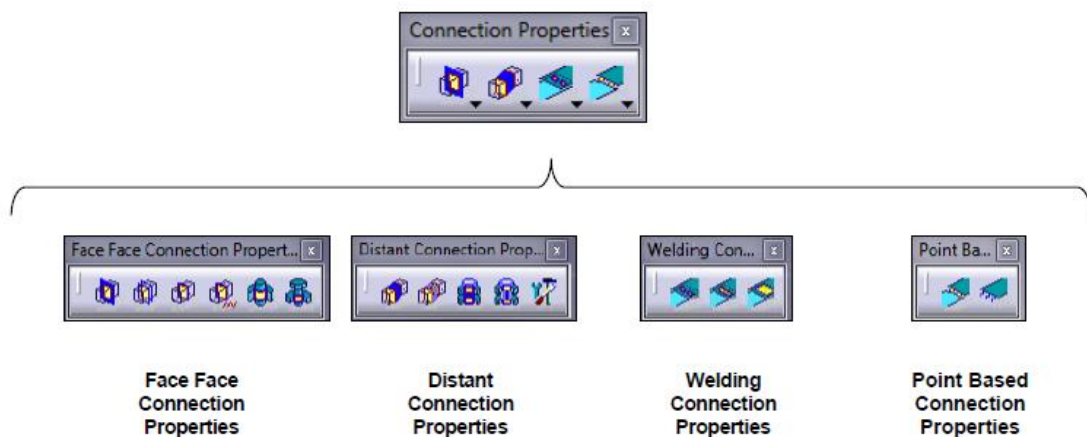 Connection Properties
Face Face Connection Propert...
Distant Connection Prop...
Welding Con...
Point Ba...
Face Face
Connection
Properties
Distant
Connection
Properties
Welding
Connection
Properties
Point Based
Connection
Properties